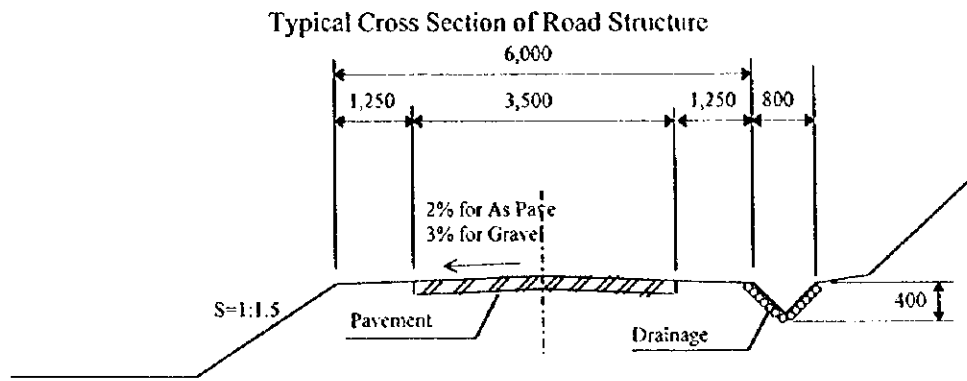 Typical Cross Section of Road Structure
6,000
1,250 3,500 1,250 800
2% for As Pave
3% for Gravel
S=1:1.5
Pavement
Drainage
400